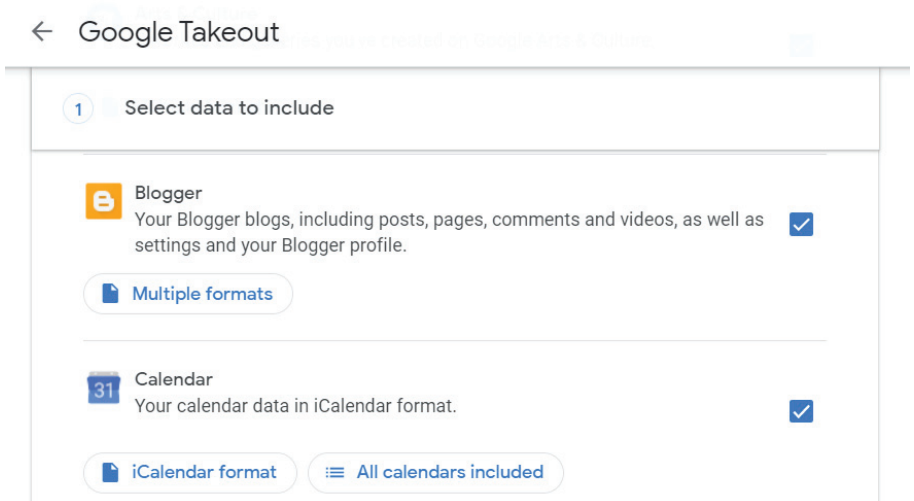 Google Takeout
1 Select data to include
Blogger
Your Blogger blogs, including posts, pages, comments and videos, as well as
settings and your Blogger profile.
Multiple formats
31
Calendar
Your calendar data in iCalendar format.
iCalendar format
All calendars included